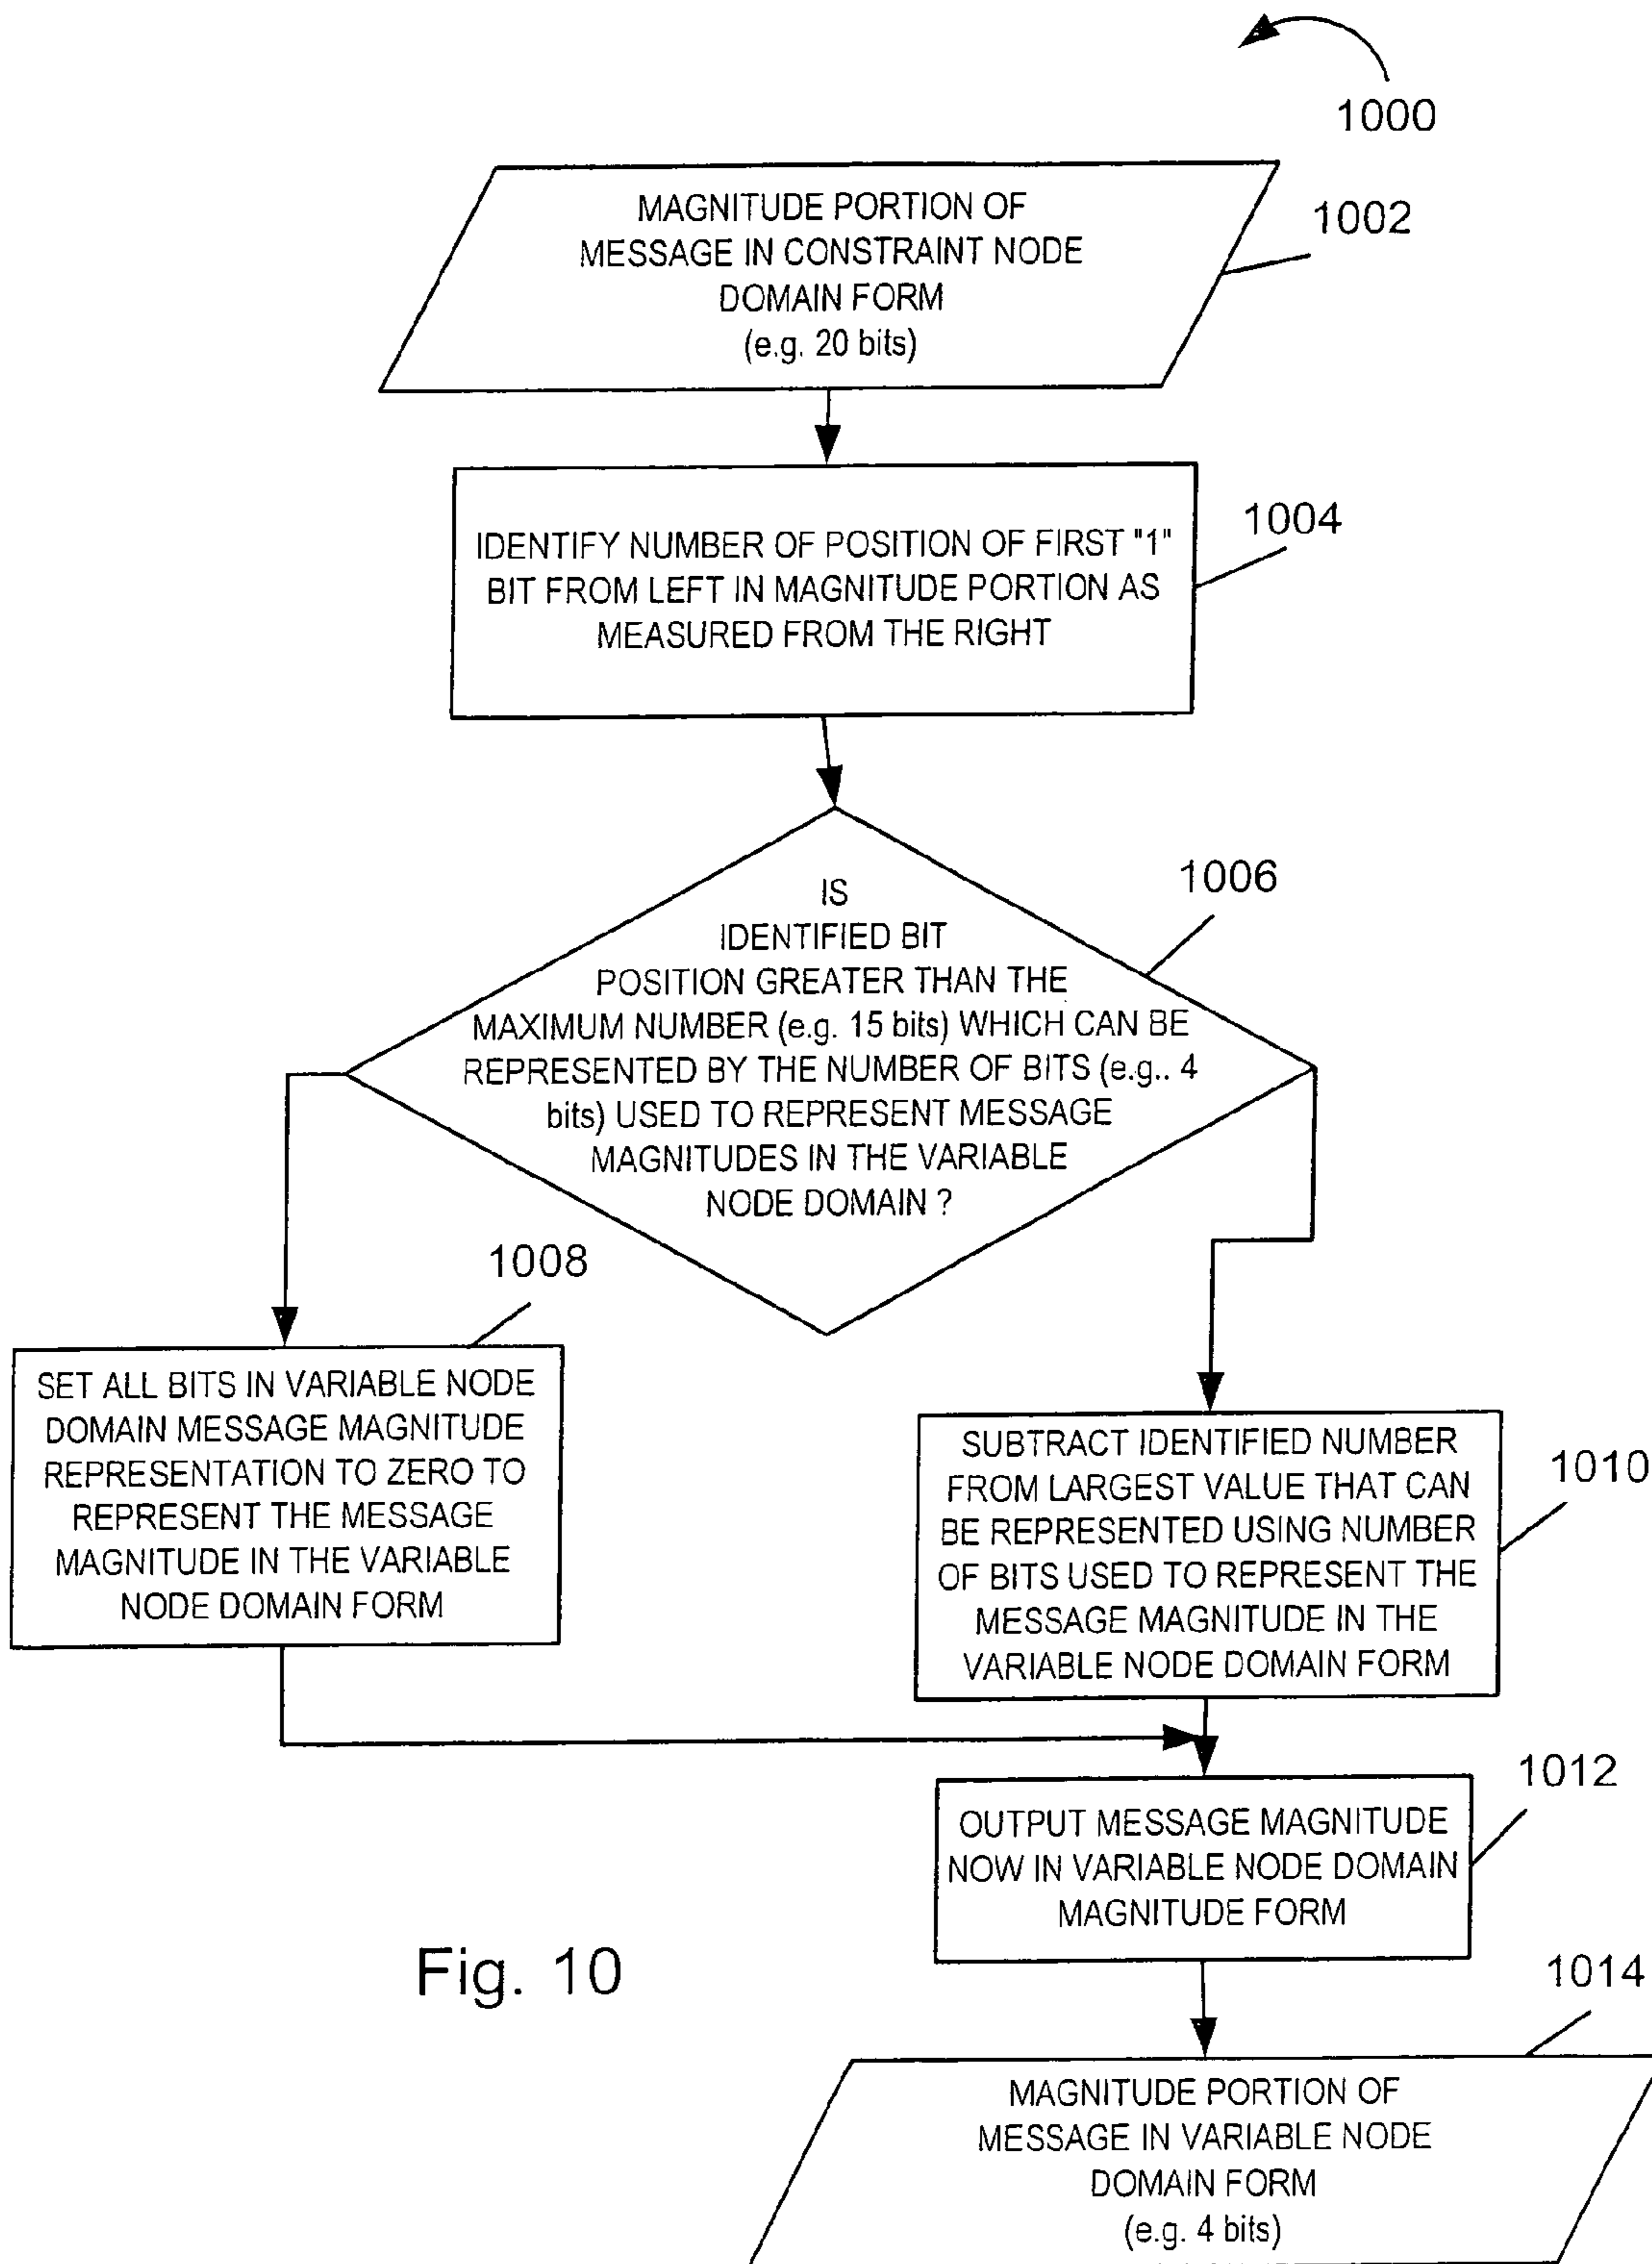 1000
MAGNITUDE PORTION OF
MESSAGE IN CONSTRAINT NODE
DOMAIN FORM
(e.g. 20 bits)
1002
IDENTIFY NUMBER OF POSITION OF FIRST "1"
BIT FROM LEFT IN MAGNITUDE PORTION AS
MEASURED FROM THE RIGHT
1004
IS
IDENTIFIED BIT
POSITION GREATER THAN THE
MAXIMUM NUMBER (e.g. 15 bits) WHICH CAN BE
REPRESENTED BY THE NUMBER OF BITS (e.g.. 4
bits) USED TO REPRESENT MESSAGE
MAGNITUDES IN THE VARIABLE
NODE DOMAIN ?
1006
1008
SET ALL BITS IN VARIABLE NODE
DOMAIN MESSAGE MAGNITUDE
REPRESENTATION TO ZERO TO
REPRESENT THE MESSAGE
MAGNITUDE IN THE VARIABLE
NODE DOMAIN FORM
SUBTRACT IDENTIFIED NUMBER
FROM LARGEST VALUE THAT CAN
BE REPRESENTED USING NUMBER
OF BITS USED TO REPRESENT THE
MESSAGE MAGNITUDE IN THE
VARIABLE NODE DOMAIN FORM
1010
OUTPUT MESSAGE MAGNITUDE
NOW IN VARIABLE NODE DOMAIN
MAGNITUDE FORM
1012
Fig. 10
1014
MAGNITUDE PORTION OF
MESSAGE IN VARIABLE NODE
DOMAIN FORM
(e.g. 4 bits)